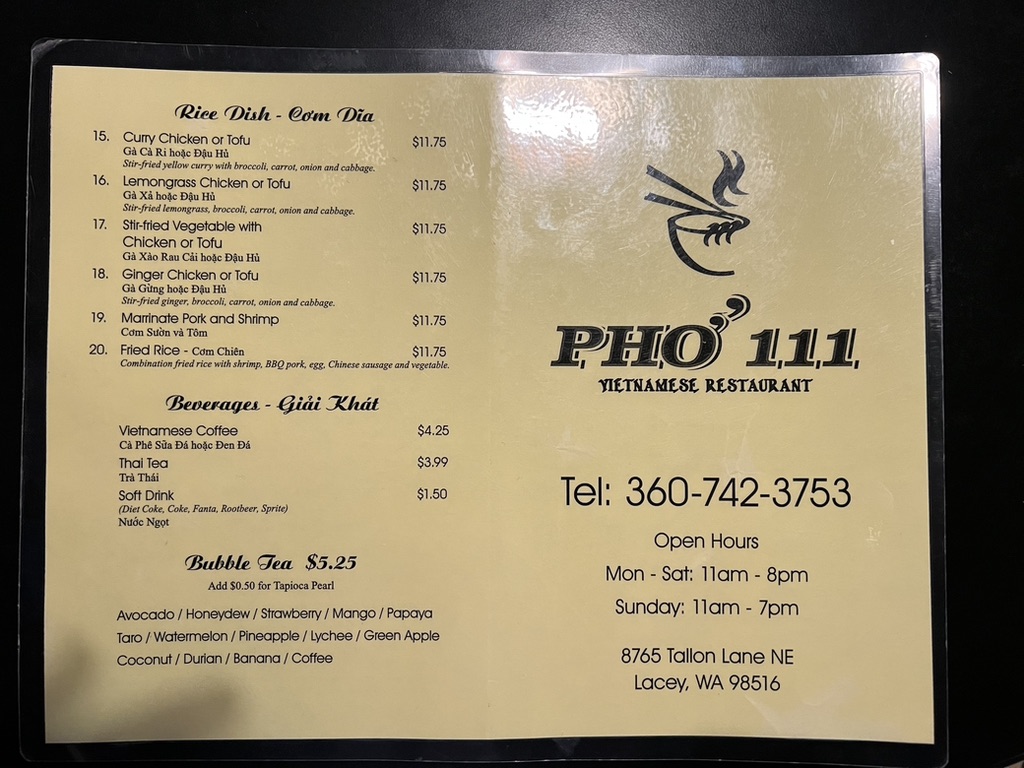 Rice Dish - Cơm Dĩa
15. Curry Chicken or Tofu $11.75
Gà Cà Ri hoặc Đậu Hủ
Stir-fried yellow curry with broccoli, carrot, onion and cabbage.
16. Lemongrass Chicken or Tofu $11.75
Gà Xả hoặc Đậu Hủ
Stir-fried lemongrass, broccoli, carrot, onion and cabbage.
17. Stir-fried Vegetable with $11.75
Chicken or Tofu
Gà Xào Rau Cải hoặc Đậu Hủ
18. Ginger Chicken or Tofu $11.75
Gà Gừng hoặc Đậu Hủ
Stir-fried ginger, broccoli, carrot, onion and cabbage.
19. Marrinate Pork and Shrimp $11.75
Cơm Sườn và Tôm
20. Fried Rice - Cơm Chiên $11.75
Combination fried rice with shrimp, BBQ pork, egg, Chinese sausage and vegetable.
Beverages - Giải Khát
Vietnamese Coffee $4.25
Cà Phê Sữa Đá hoặc Đen Đá
Thai Tea $3.99
Trà Thái
Soft Drink $1.50
(Diet Coke, Coke, Fanta, Rootbeer, Sprite)
Nước Ngọt
Bubble Tea $5.25
Add $0.50 for Tapioca Pearl
Avocado / Honeydew / Strawberry / Mango / Papaya
Taro / Watermelon / Pineapple / Lychee / Green Apple
Coconut / Durian / Banana / Coffee
PHỞ 111
VIETNAMESE RESTAURANT
Tel: 360-742-3753
Open Hours
Mon - Sat: 11am - 8pm
Sunday: 11am - 7pm
8765 Tallon Lane NE
Lacey, WA 98516